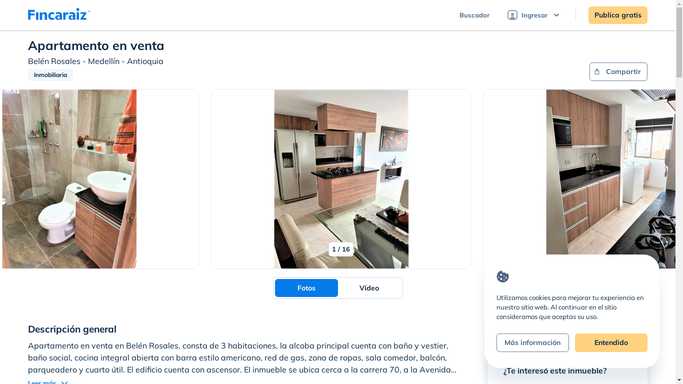 Fincaraiz
Buscador
Ingresar
Publica gratis
Apartamento en venta
Belén Rosales - Medellín - Antioquia
Inmobiliaria
Compartir
1 / 16
Fotos
Video
Utilizamos cookies para mejorar tu experiencia en
nuestro sitio web. Al continuar en el sitio
consideramos que aceptas su uso.
Más información
Entendido
Descripción general
Apartamento en venta en Belén Rosales, consta de 3 habitaciones, la alcoba principal cuenta con baño y vestier,
baño social, cocina integral abierta con barra estilo americano, red de gas, zona de ropas, sala comedor, balcón,
parqueadero y cuarto útil. El edificio cuenta con ascensor. El inmueble se ubica cerca a la carrera 70, a la Avenida...
Leer más
¿Te interesó este inmueble?